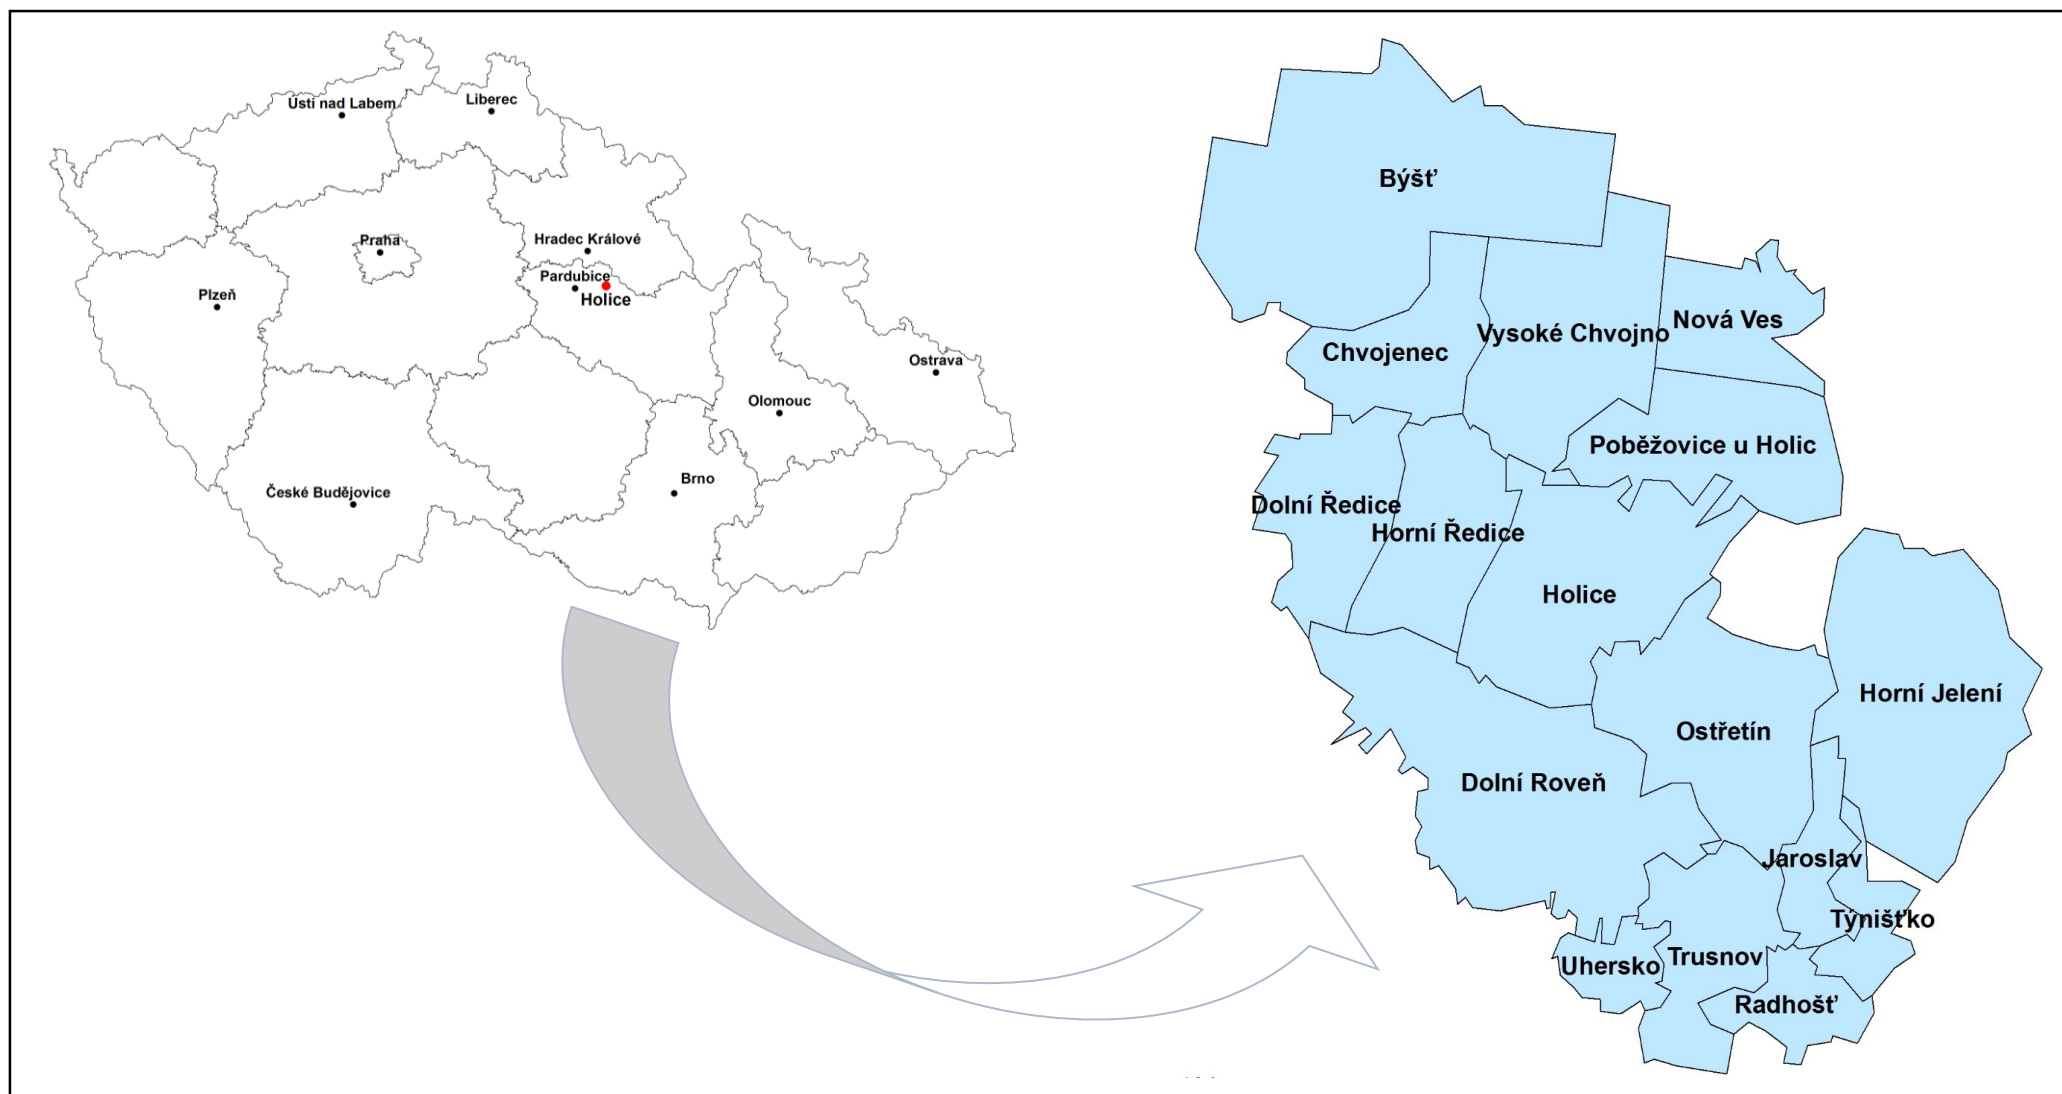 Ústí nad Labem
Liberec
Praha
Hradec Králové
Pardubice
Holice
Plzeň
Ostrava
Olomouc
Brno
České Budějovice
Býšť
Nová Ves
Vysoké Chvojno
Chvojenec
Poběžovice u Holic
Dolní Ředice
Horní Ředice
Holice
Horní Jelení
Ostřetín
Dolní Roveň
Jaroslav
Týnišťko
Trusnov
Uhersko
Radhošť